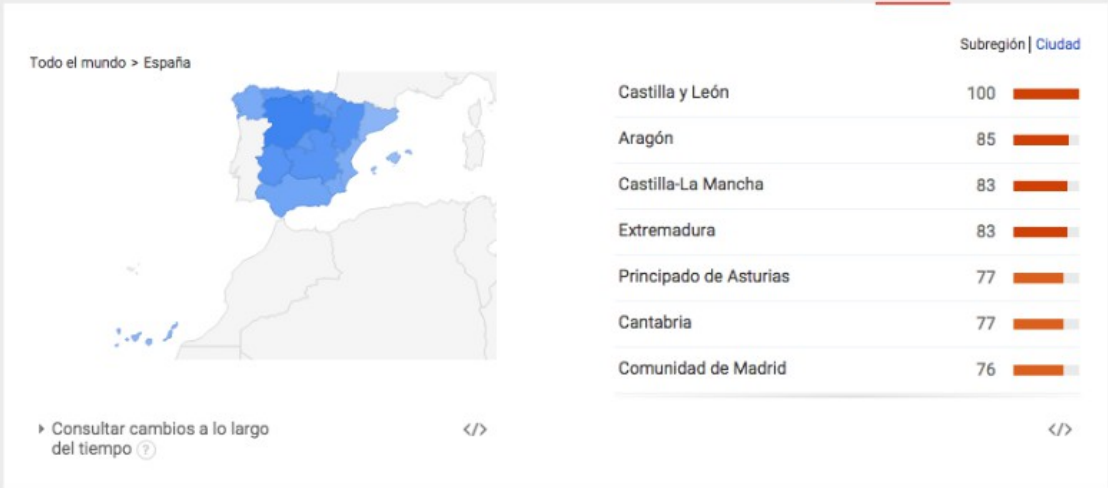 Subregión | Ciudad
Todo el mundo > España
Castilla y León 100
Aragón 85
Castilla-La Mancha 83
Extremadura 83
Principado de Asturias 77
Cantabria 77
Comunidad de Madrid 76
Consultar cambios a lo largo
del tiempo ?
</>
</>